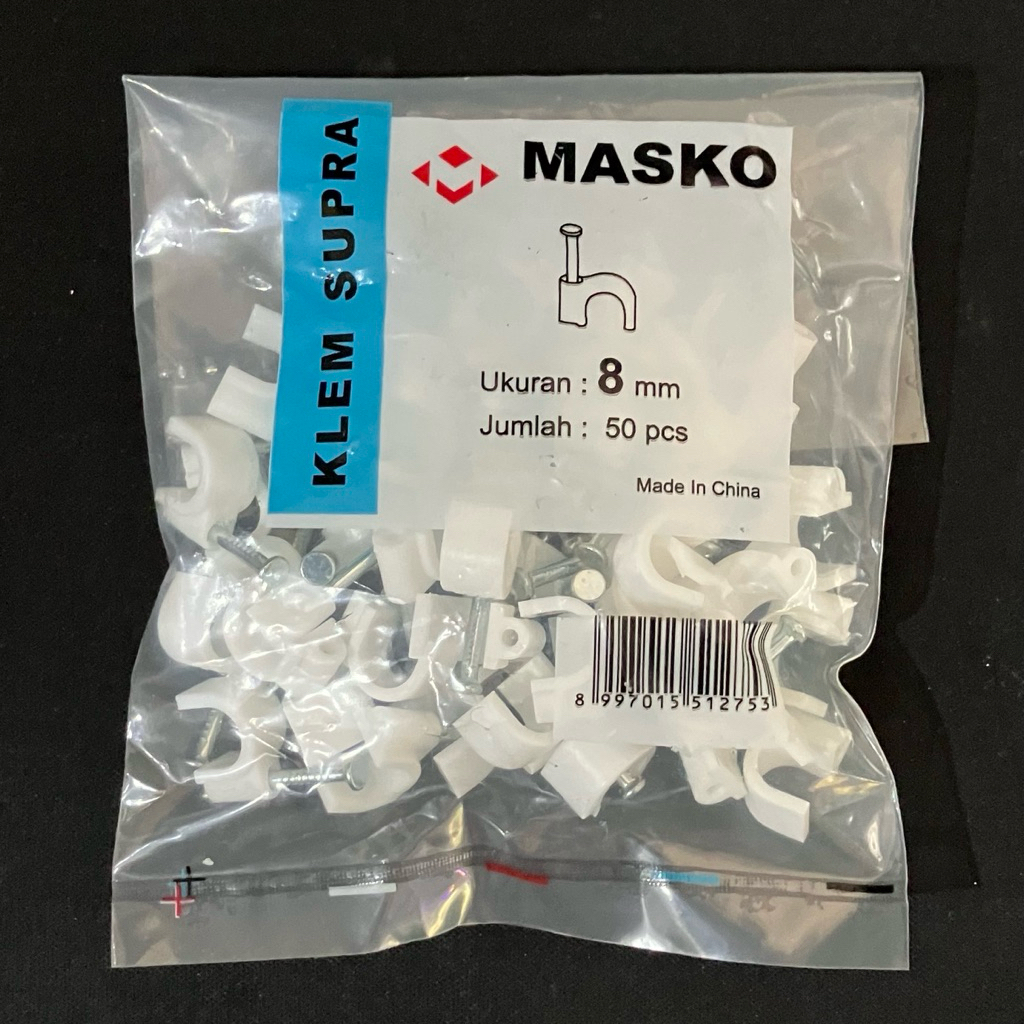 KLEM SUPRA
MASKO
Ukuran : 8 mm
Jumlah : 50 pcs
Made In China
8 997015 512753